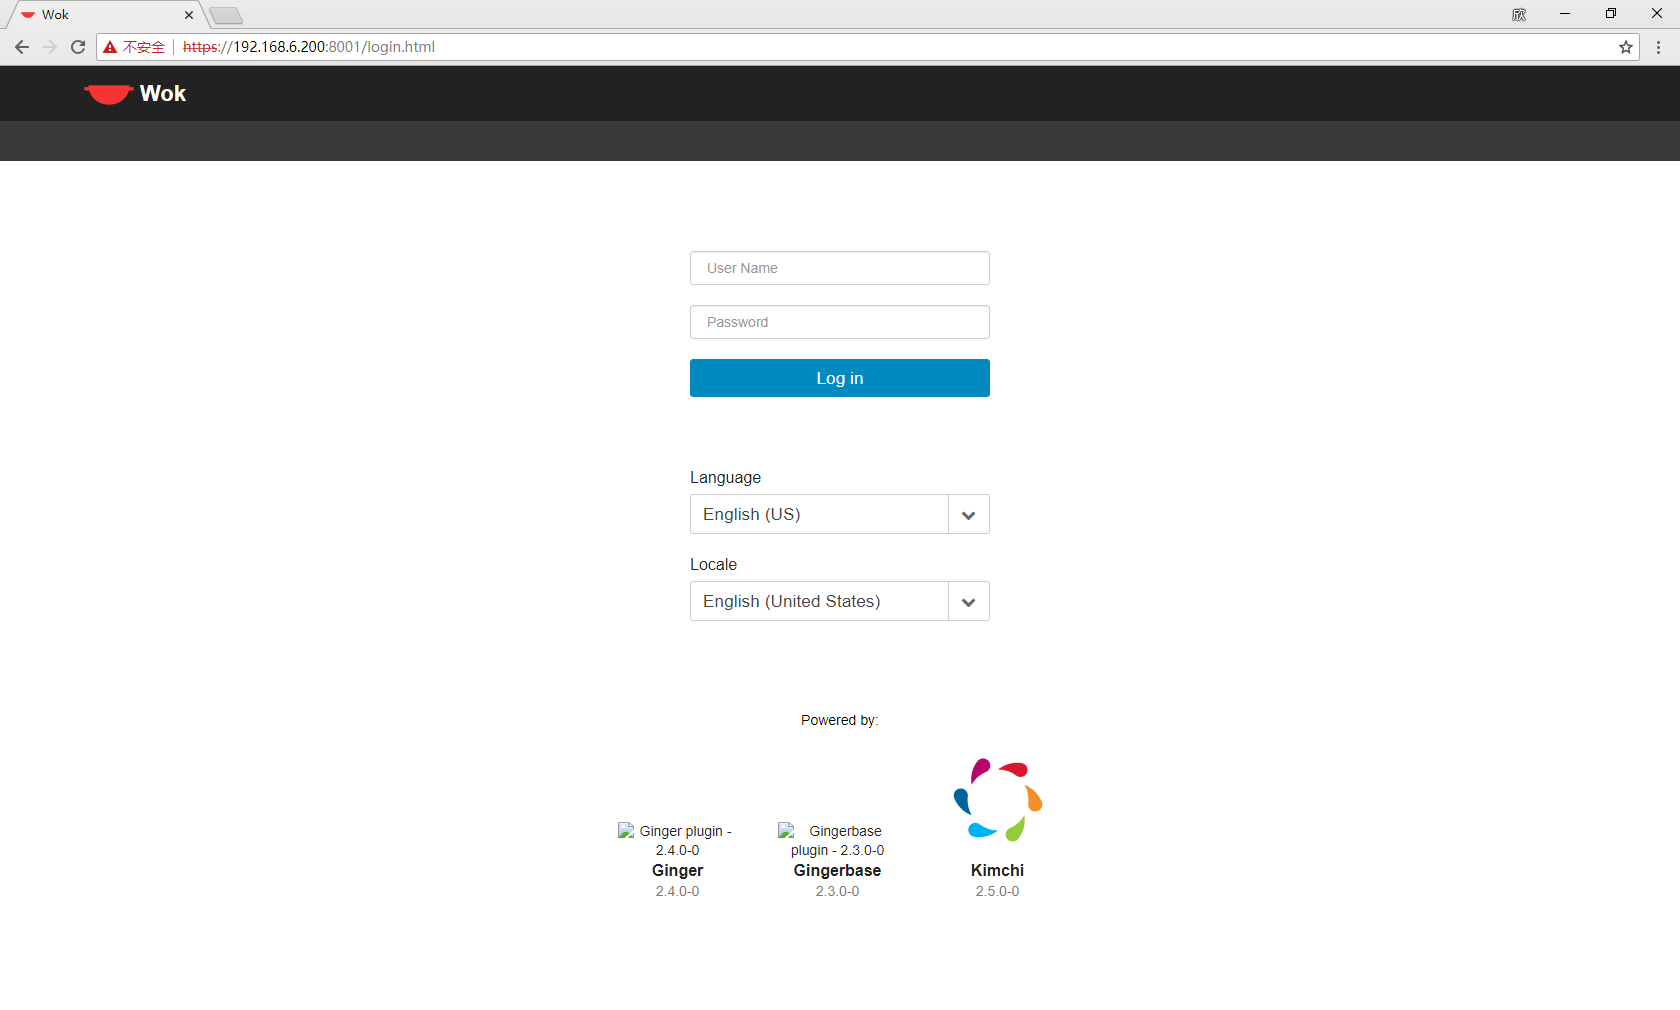 Wok
欣
不安全
https://192.168.6.200:8001/login.html
Wok
User Name
Password
Log in
Language
English (US)
Locale
English (United States)
Powered by:
Ginger plugin -
2.4.0-0
Ginger
2.4.0-0
Gingerbase
plugin - 2.3.0-0
Gingerbase
2.3.0-0
Kimchi
2.5.0-0